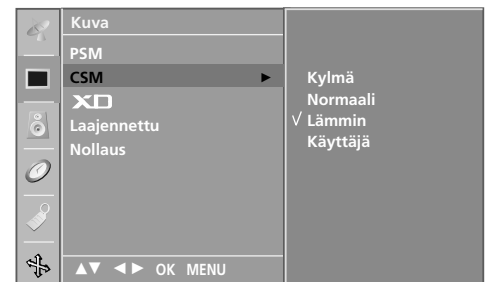 Kuva
PSM
CSM ►
XD
Laajennettu
Nollaus
▲▼ ◄► OK MENU
Kylmä
Normaali
√ Lämmin
Käyttäjä